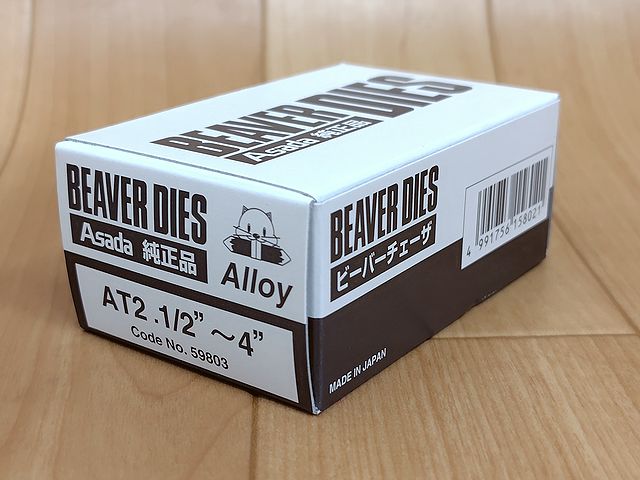 BEAVER DIES
Asada 純正品
BEAVER DIES
Asada 純正品
Alloy
AT2.1/2”～4”
Code No. 59803
BEAVER DIES
ビーバーチェーザ
4 991756 158021
MADE IN JAPAN